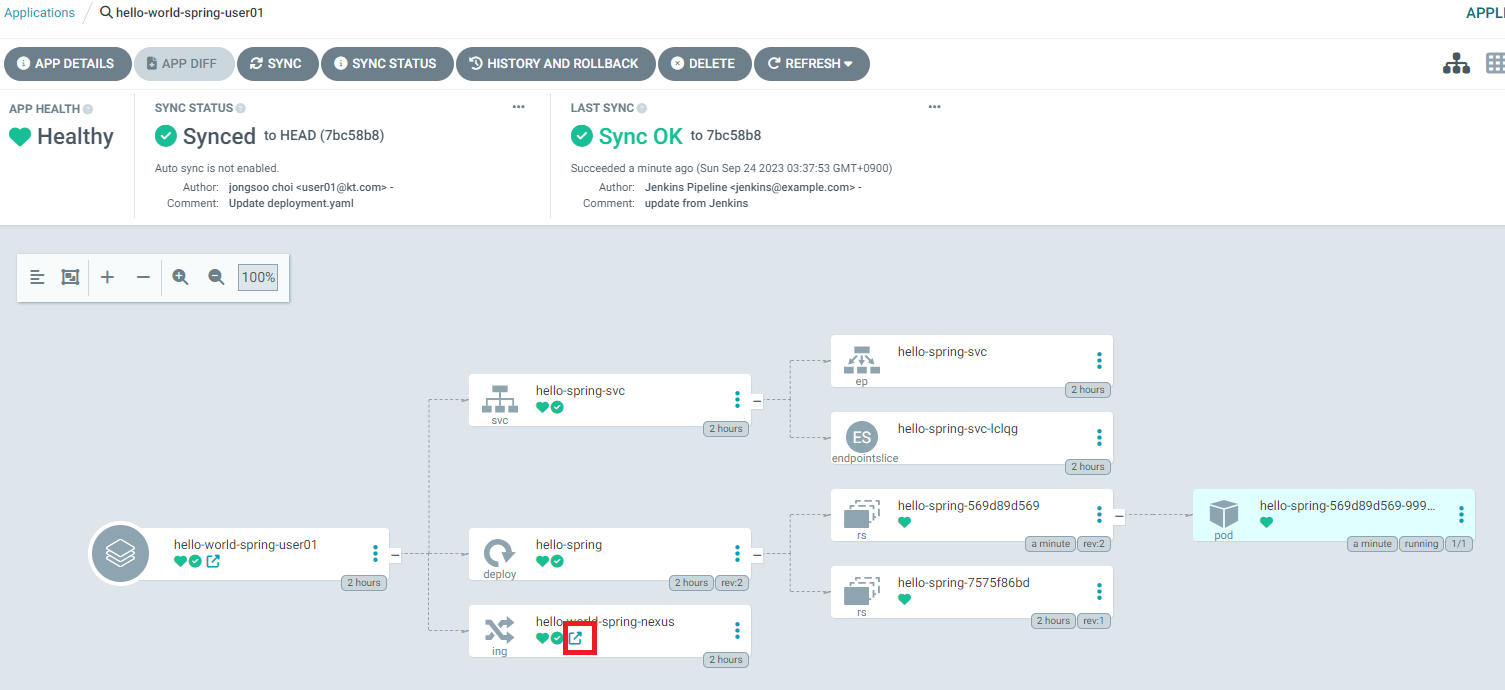 Applications / hello-world-spring-user01
APPLI
APP DETAILS APP DIFF SYNC SYNC STATUS HISTORY AND ROLLBACK DELETE REFRESH
APP HEALTH
Healthy
SYNC STATUS
Synced to HEAD (7bc58b8)
Auto sync is not enabled.
Author: jongsoo choi <user01@kt.com> -
Comment: Update deployment.yaml
LAST SYNC
Sync OK to 7bc58b8
Succeeded a minute ago (Sun Sep 24 2023 03:37:53 GMT+0900)
Author: Jenkins Pipeline <jenkins@example.com> -
Comment: update from Jenkins
100%
hello-world-spring-user01
2 hours
hello-spring-svc
svc
2 hours
hello-spring
deploy
2 hours rev:2
hello-world-spring-nexus
ing
2 hours
hello-spring-svc
ep
2 hours
ES
hello-spring-svc-lclqg
endpointslice
2 hours
hello-spring-569d89d569
rs
a minute rev:2
hello-spring-7575f86bd
rs
2 hours rev:1
hello-spring-569d89d569-999...
pod
a minute running 1/1